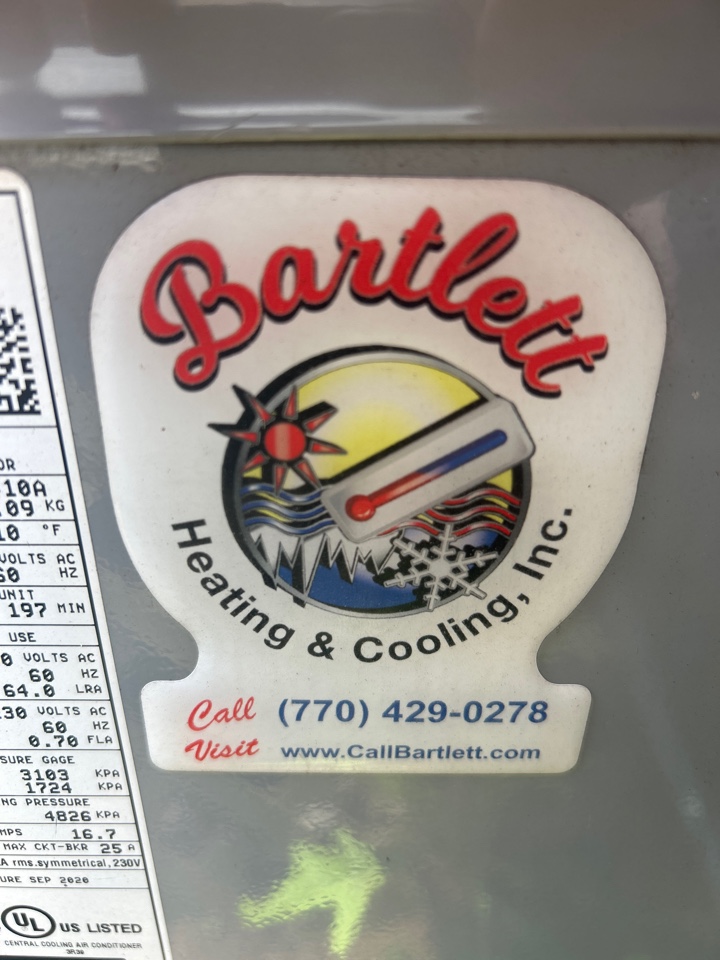 Bartlett
Heating & Cooling, Inc.
Call (770) 429-0278
Visit www.CallBartlett.com
OR
10A
.09 KG
°F
VOLTS AC
60 HZ
UNIT
197 MIN
USE
0 VOLTS AC
60 HZ
64.0 LRA
30 VOLTS AC
60 HZ
0.70 FLA
SURE GAGE
3103 KPA
1724 KPA
NG PRESSURE
4826 KPA
MPS 16.7
MAX CKT-BKR 25 A
A rms.symmetrical,230V
URE SEP 2020
UL US LISTED
CENTRAL COOLING AIR CONDITIONER